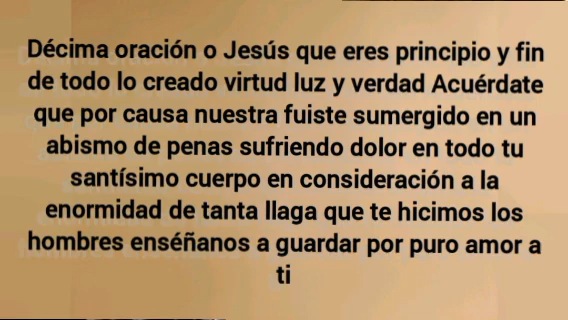 Décima oración o Jesús que eres principio y fin
de todo lo creado virtud luz y verdad Acuérdate
que por causa nuestra fuiste sumergido en un
abismo de penas sufriendo dolor en todo tu
santísimo cuerpo en consideración a la
enormidad de tanta llaga que te hicimos los
hombres enséñanos a guardar por puro amor a
ti